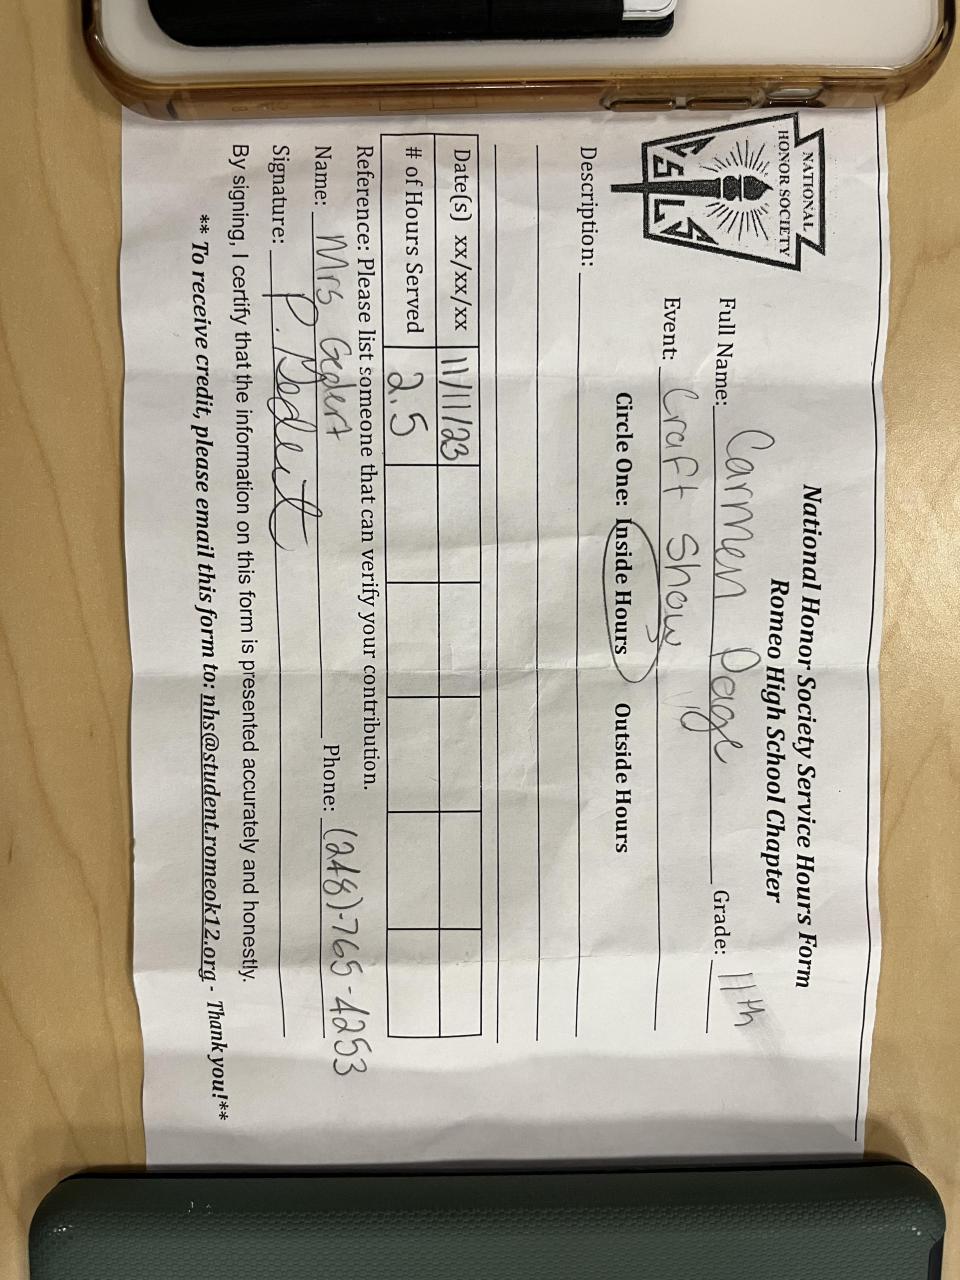 National Honor Society Service Hours Form
Romeo High School Chapter
NATIONAL
HONOR SOCIETY
CSLS
Full Name: Carmen Page Grade: 11th
Event: Craft Show
Circle One: Inside Hours Outside Hours
Description:
Date(s) xx/xx/xx 11/11/23
# of Hours Served 2.5
Reference: Please list someone that can verify your contribution.
Name: Mrs Gedert Phone: (248)-765-4253
Signature: P. Gedert
By signing, I certify that the information on this form is presented accurately and honestly.
** To receive credit, please email this form to: nhs@student.romeok12.org - Thank you!**